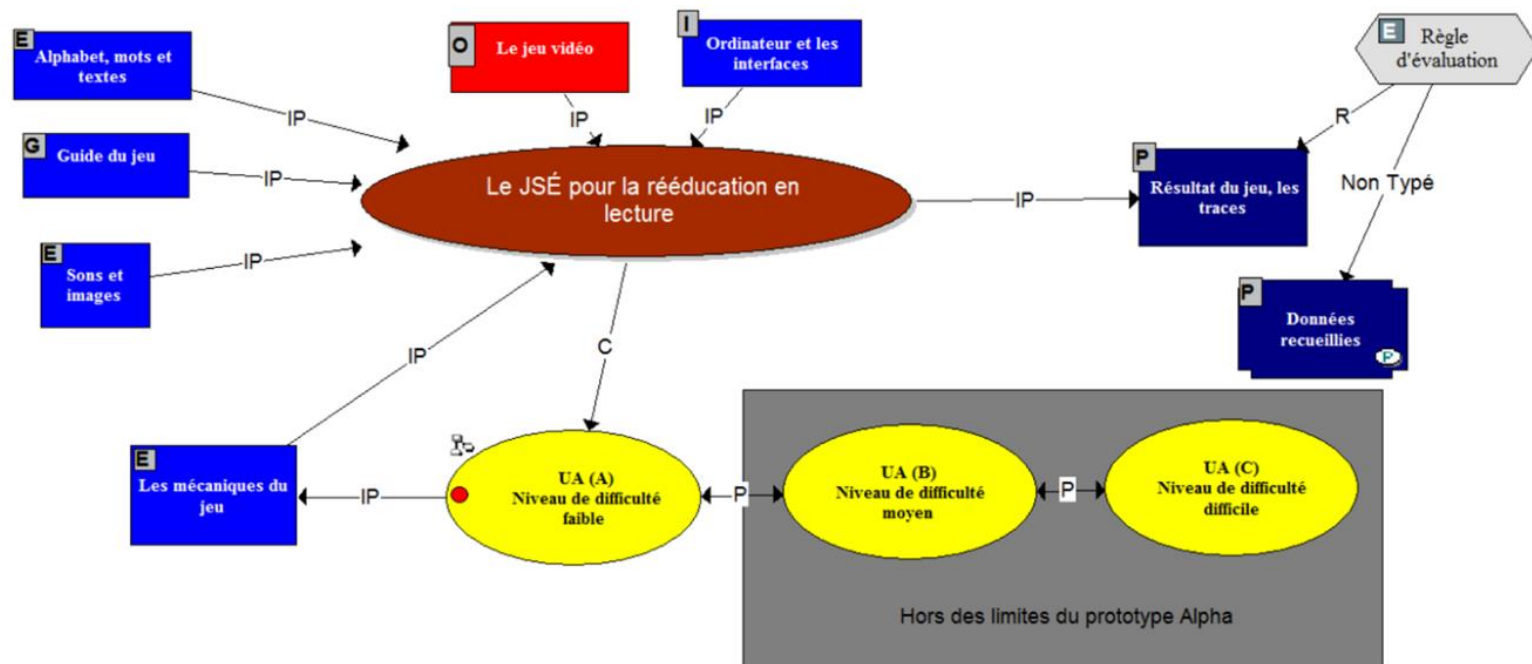 E
Alphabet, mots et
textes
IP
O
Le jeu vidéo
IP
I
Ordinateur et les
interfaces
IP
E
Règle
d'évaluation
R
Non Typé
G
Guide du jeu
IP
Le JSÉ pour la rééducation en
lecture
IP
P
Résultat du jeu, les
traces
E
Sons et
images
IP
P
Données
recueillies
P
IP
C
E
Les mécaniques du
jeu
IP
UA (A)
Niveau de difficulté
faible
P
UA (B)
Niveau de difficulté
moyen
P
UA (C)
Niveau de difficulté
difficile
Hors des limites du prototype Alpha